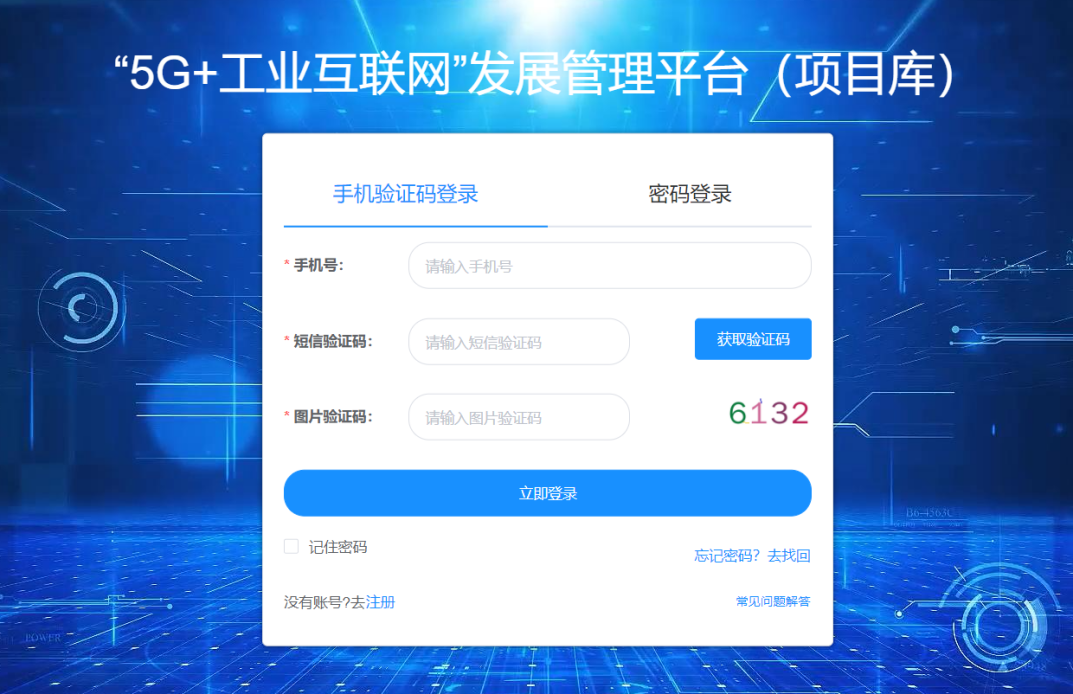 “5G+工业互联网”发展管理平台（项目库）
手机验证码登录 密码登录
* 手机号: 请输入手机号
* 短信验证码: 请输入短信验证码 获取验证码
* 图片验证码: 请输入图片验证码 6132
立即登录
记住密码 忘记密码？去找回
没有账号?去注册 常见问题解答
B6-4563C
POWER